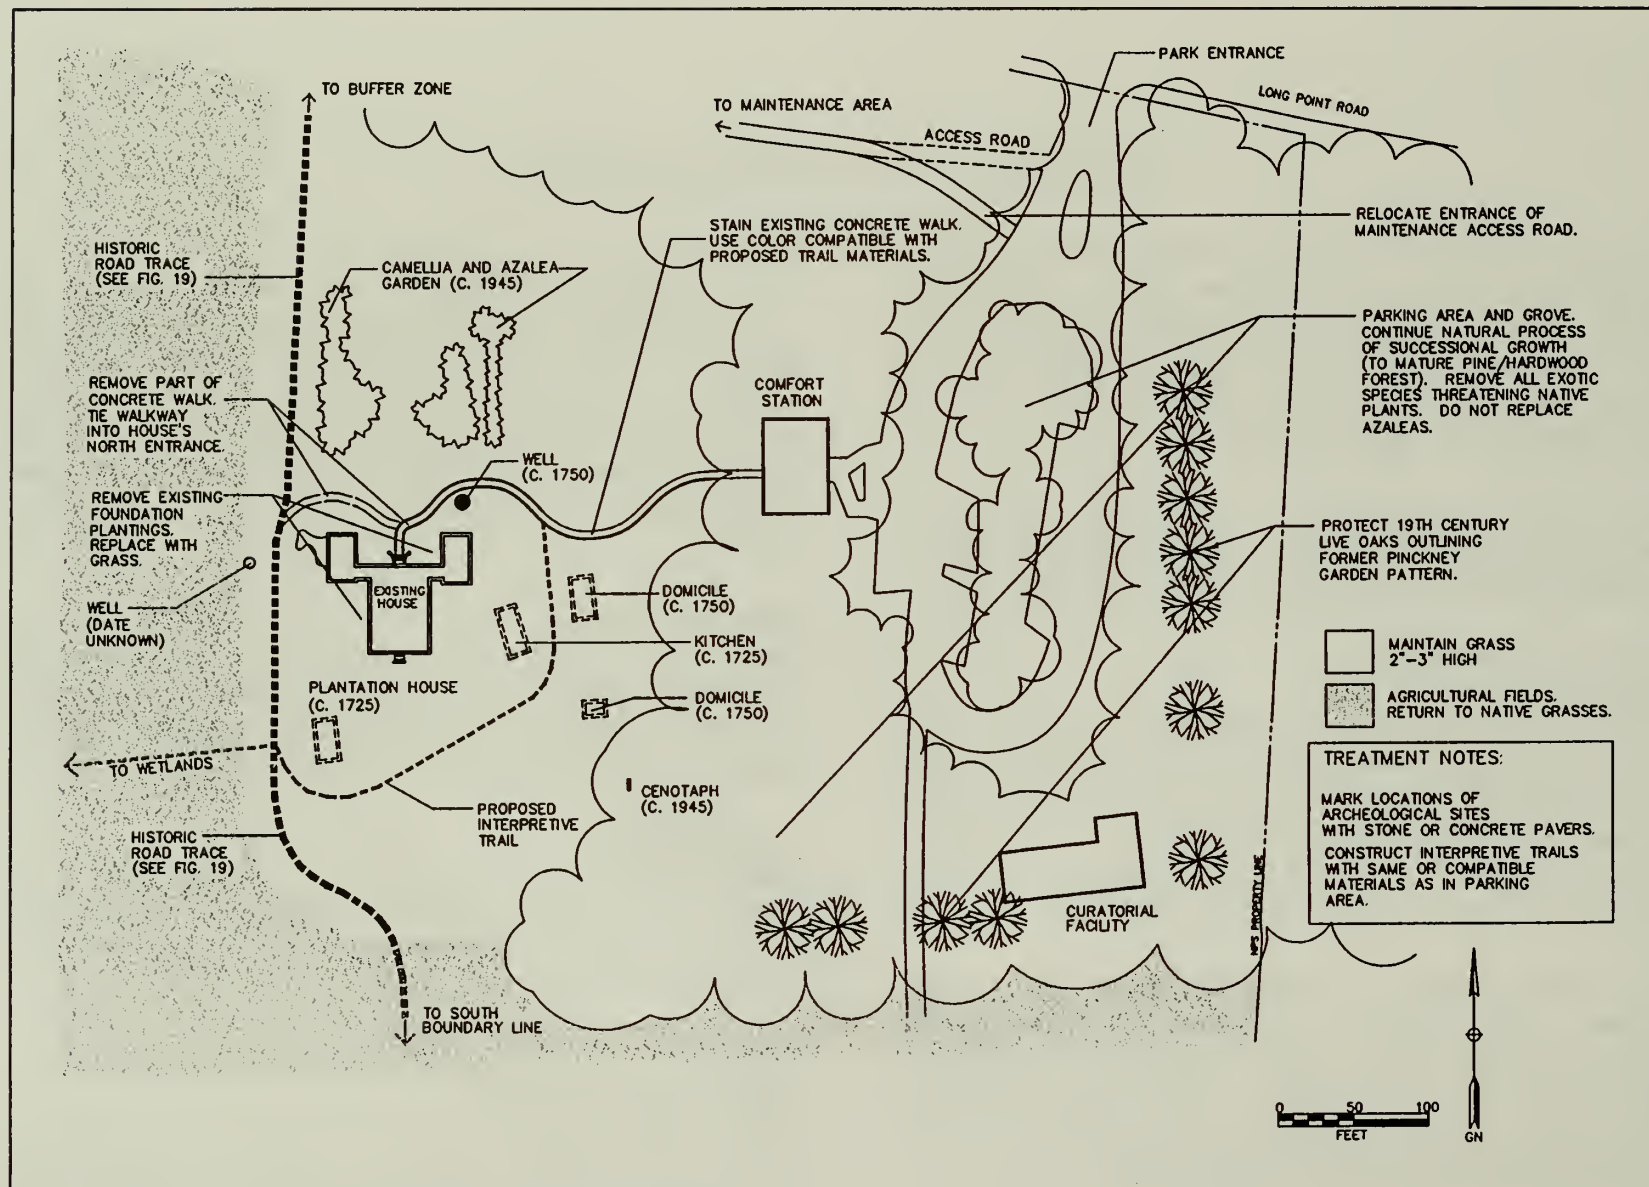 PARK ENTRANCE
LONG POINT ROAD
TO BUFFER ZONE
TO MAINTENANCE AREA
ACCESS ROAD
RELOCATE ENTRANCE OF
MAINTENANCE ACCESS ROAD.
STAIN EXISTING CONCRETE WALK.
USE COLOR COMPATIBLE WITH
PROPOSED TRAIL MATERIALS.
HISTORIC
ROAD TRACE
(SEE FIG. 19)
CAMELLIA AND AZALEA
GARDEN (C. 1945)
PARKING AREA AND GROVE.
CONTINUE NATURAL PROCESS
OF SUCCESSIONAL GROWTH
(TO MATURE PINE/HARDWOOD
FOREST). REMOVE ALL EXOTIC
SPECIES THREATENING NATIVE
PLANTS. DO NOT REPLACE
AZALEAS.
REMOVE PART OF
CONCRETE WALK.
TIE WALKWAY
INTO HOUSE'S
NORTH ENTRANCE.
COMFORT
STATION
WELL
(C. 1750)
REMOVE EXISTING
FOUNDATION
PLANTINGS.
REPLACE WITH
GRASS.
PROTECT 19TH CENTURY
LIVE OAKS OUTLINING
FORMER PINCKNEY
GARDEN PATTERN.
EXISTING
HOUSE
WELL
(DATE
UNKNOWN)
DOMICILE
(C. 1750)
KITCHEN
(C. 1725)
DOMICILE
(C. 1750)
PLANTATION HOUSE
(C. 1725)
MAINTAIN GRASS
2"-3" HIGH
AGRICULTURAL FIELDS.
RETURN TO NATIVE GRASSES.
TO WETLANDS
CENOTAPH
(C. 1945)
PROPOSED
INTERPRETIVE
TRAIL
HISTORIC
ROAD TRACE
(SEE FIG. 19)
TREATMENT NOTES:
MARK LOCATIONS OF
ARCHEOLOGICAL SITES
WITH STONE OR CONCRETE PAVERS.
CONSTRUCT INTERPRETIVE TRAILS
WITH SAME OR COMPATIBLE
MATERIALS AS IN PARKING
AREA.
CURATORIAL
FACILITY
NPS PROPERTY LINE
TO SOUTH
BOUNDARY LINE
0 50 100
FEET
GN